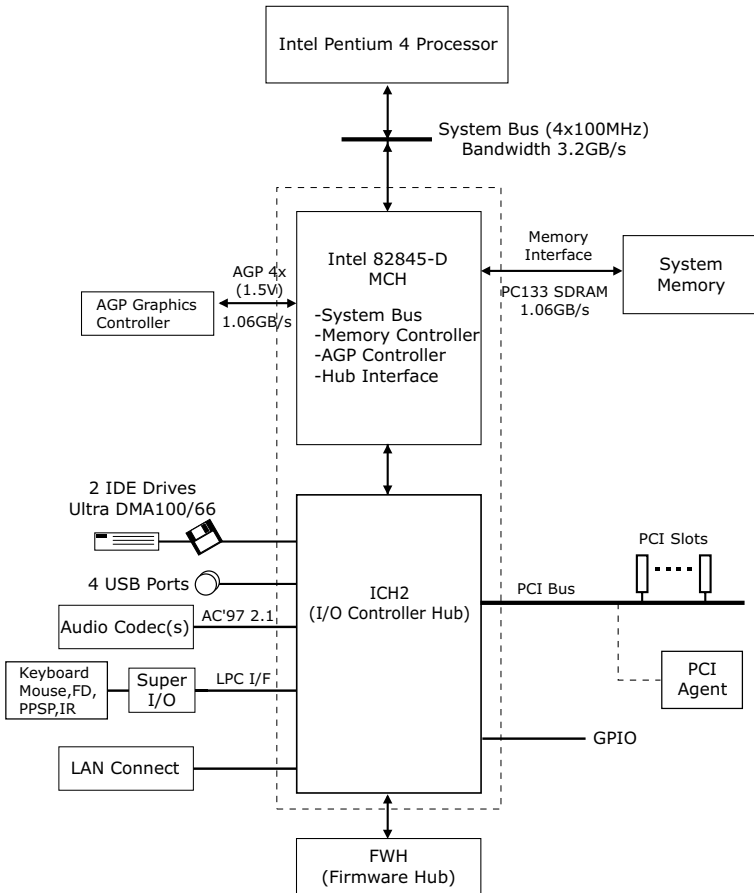 Intel Pentium 4 Processor
System Bus (4x100MHz)
Bandwidth 3.2GB/s
Intel 82845-D
MCH
-System Bus
-Memory Controller
-AGP Controller
-Hub Interface
AGP 4x
(1.5V)
1.06GB/s
AGP Graphics
Controller
Memory
Interface
PC133 SDRAM
1.06GB/s
System
Memory
2 IDE Drives
Ultra DMA100/66
4 USB Ports
AC'97 2.1
Audio Codec(s)
Keyboard
Mouse,FD,
PPSP,IR
Super
I/O
LPC I/F
LAN Connect
ICH2
(I/O Controller Hub)
PCI Slots
PCI Bus
PCI
Agent
GPIO
FWH
(Firmware Hub)